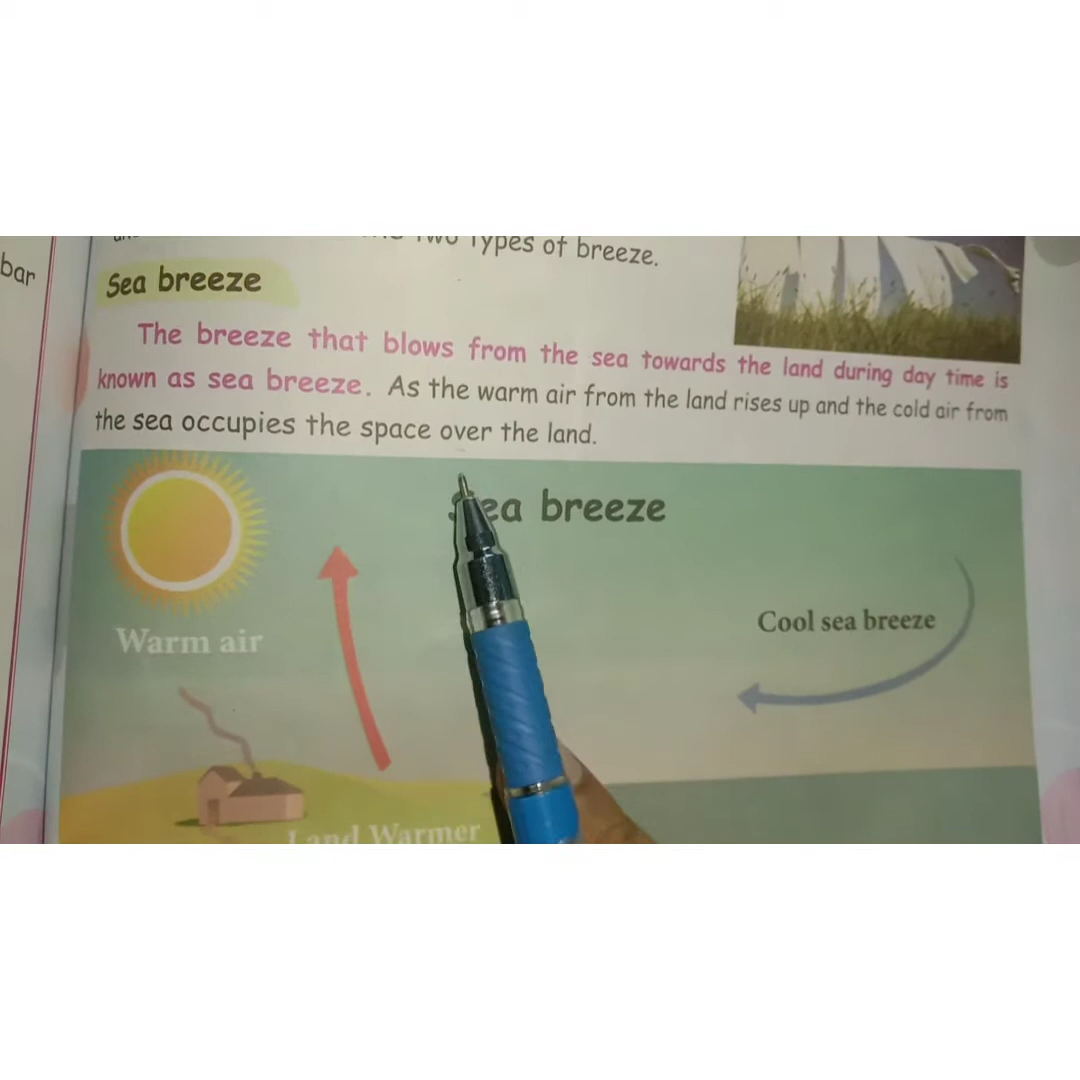 bar
Types of breeze.
Sea breeze
The breeze that blows from the sea towards the land during day time is
known as sea breeze. As the warm air from the land rises up and the cold air from
the sea occupies the space over the land.
Sea breeze
Cool sea breeze
Warm air
Land Warmer